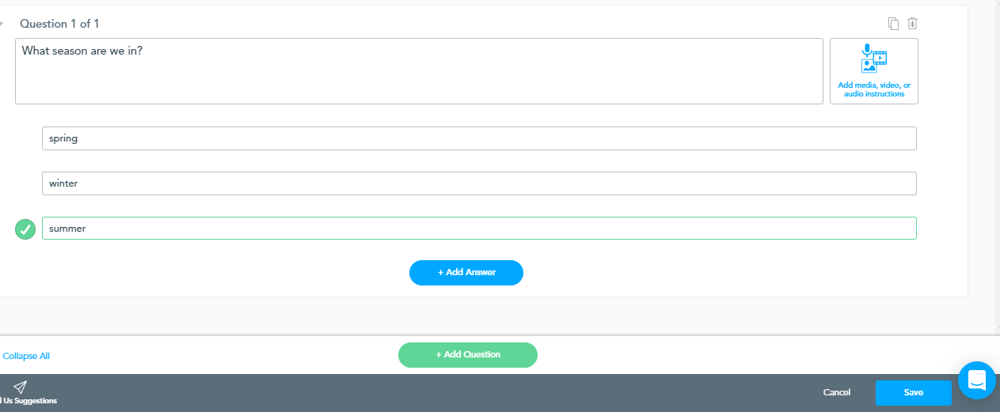 Question 1 of 1
What season are we in?
Add media, video, or
audio instructions
spring
winter
summer
+ Add Answer
Collapse All
+ Add Question
Us Suggestions
Cancel
Save